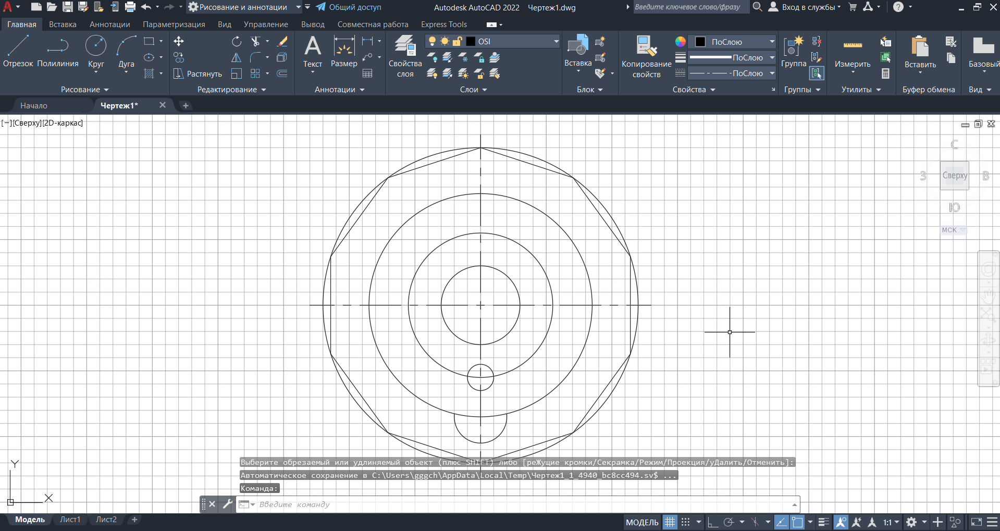 Рисование и аннотации
Общий доступ
Autodesk AutoCAD 2022 Чертеж1.dwg
Введите ключевое слово/фразу
Вход в службы
Главная Вставка Аннотации Параметризация Вид Управление Вывод Совместная работа Express Tools
Отрезок Полилиния Круг Дуга
Растянуть
Текст Размер
Свойства слоя
OSI
Вставка
Копирование свойств
ПоСлою
ПоСлою
ПоСлою
Группа
Измерить
Вставить
Базовый
Рисование Редактирование Аннотации Слои Блок Свойства Группы Утилиты Буфер обмена Вид
Начало Чертеж1*
[−][Сверху][2D-каркас]
С
З Сверху В
Ю
МСК
Y
X
Выберите обрезаемый или удлиняемый объект (плюс SHIFT) либо [реЖущие кромки/Секрамка/Режим/Проекция/уДалить/Отменить]:
Автоматическое сохранение в C:\Users\gggch\AppData\Local\Temp\Чертеж1_1_4940_bc8cc494.sv$ ...
Команда:
Введите команду
Модель Лист1 Лист2
МОДЕЛЬ
1:1